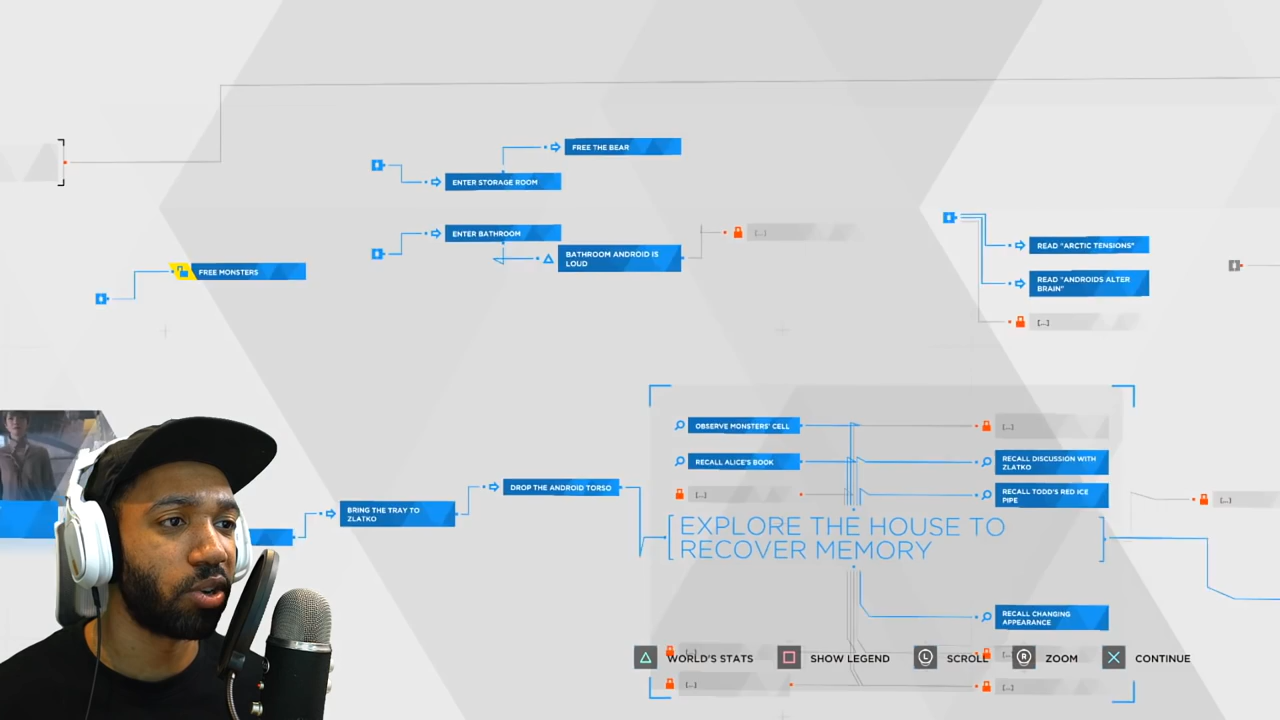 FREE THE BEAR
ENTER STORAGE ROOM
ENTER BATHROOM
[...]
BATHROOM ANDROID IS
LOUD
FREE MONSTERS
READ "ARCTIC TENSIONS"
READ "ANDROIDS ALTER
BRAIN"
[...]
OBSERVE MONSTERS' CELL
[...]
RECALL ALICE'S BOOK
RECALL DISCUSSION WITH
ZLATKO
[...]
RECALL TODD'S RED ICE
PIPE
[...]
DROP THE ANDROID TORSO
BRING THE TRAY TO
ZLATKO
EXPLORE THE HOUSE TO
RECOVER MEMORY
RECALL CHANGING
APPEARANCE
[...]
WORLD'S STATS
SHOW LEGEND
L
SCROLL
R
ZOOM
CONTINUE
[...]
[...]